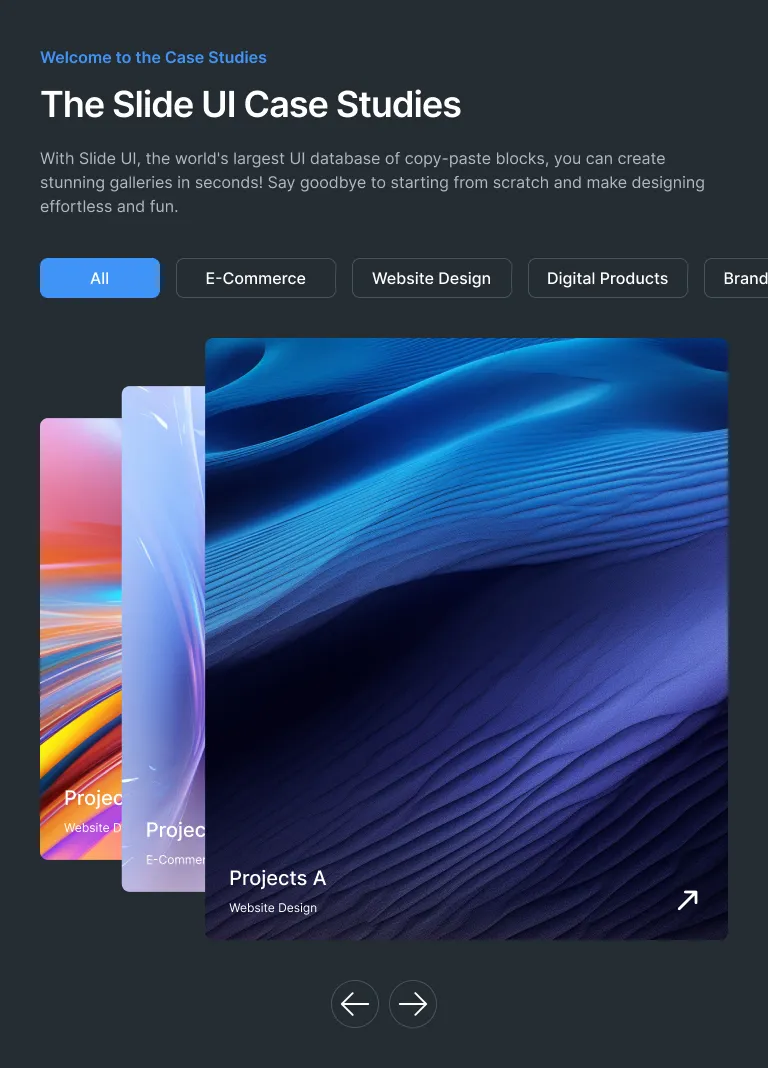 Welcome to the Case Studies
The Slide UI Case Studies
With Slide UI, the world's largest UI database of copy-paste blocks, you can create
stunning galleries in seconds! Say goodbye to starting from scratch and make designing
effortless and fun.
All
E-Commerce
Website Design
Digital Products
Brand
Projec
Website D
Projec
E-Commer
Projects A
Website Design